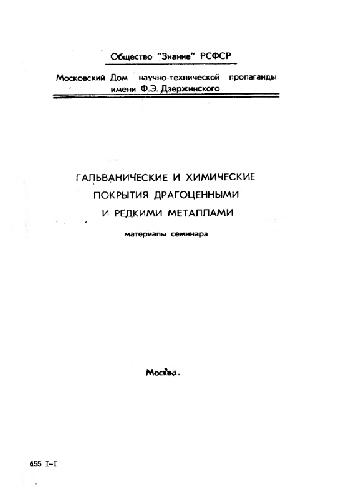 Общество "Знание" РСФСР
Московский Дом научно-технической пропаганды
имени Ф.Э.Дзержинского
ГАЛЬВАНИЧЕСКИЕ И ХИМИЧЕСКИЕ
ПОКРЫТИЯ ДРАГОЦЕННЫМИ
И РЕДКИМИ МЕТАЛЛАМИ
материалы семинара
Москва.
655 I-I